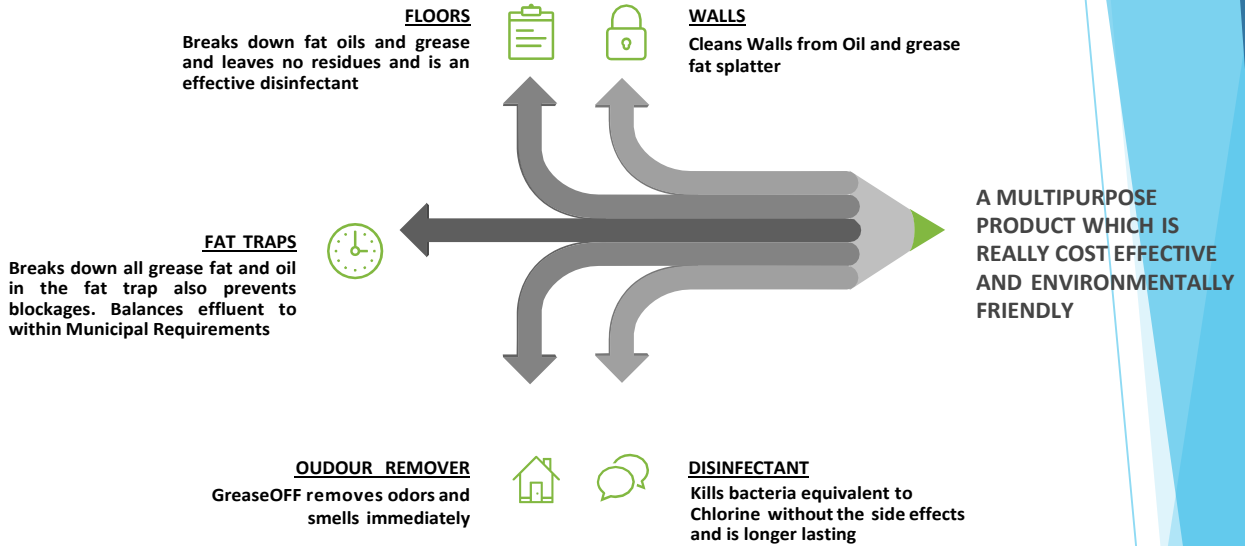 FLOORS
Breaks down fat oils and grease
and leaves no residues and is an
effective disinfectant
WALLS
Cleans Walls from Oil and grease
fat splatter
FAT TRAPS
Breaks down all grease fat and oil
in the fat trap also prevents
blockages. Balances effluent to
within Municipal Requirements
A MULTIPURPOSE
PRODUCT WHICH IS
REALLY COST EFFECTIVE
AND ENVIRONMENTALLY
FRIENDLY
OUDOUR REMOVER
GreaseOFF removes odors and
smells immediately
DISINFECTANT
Kills bacteria equivalent to
Chlorine without the side effects
and is longer lasting